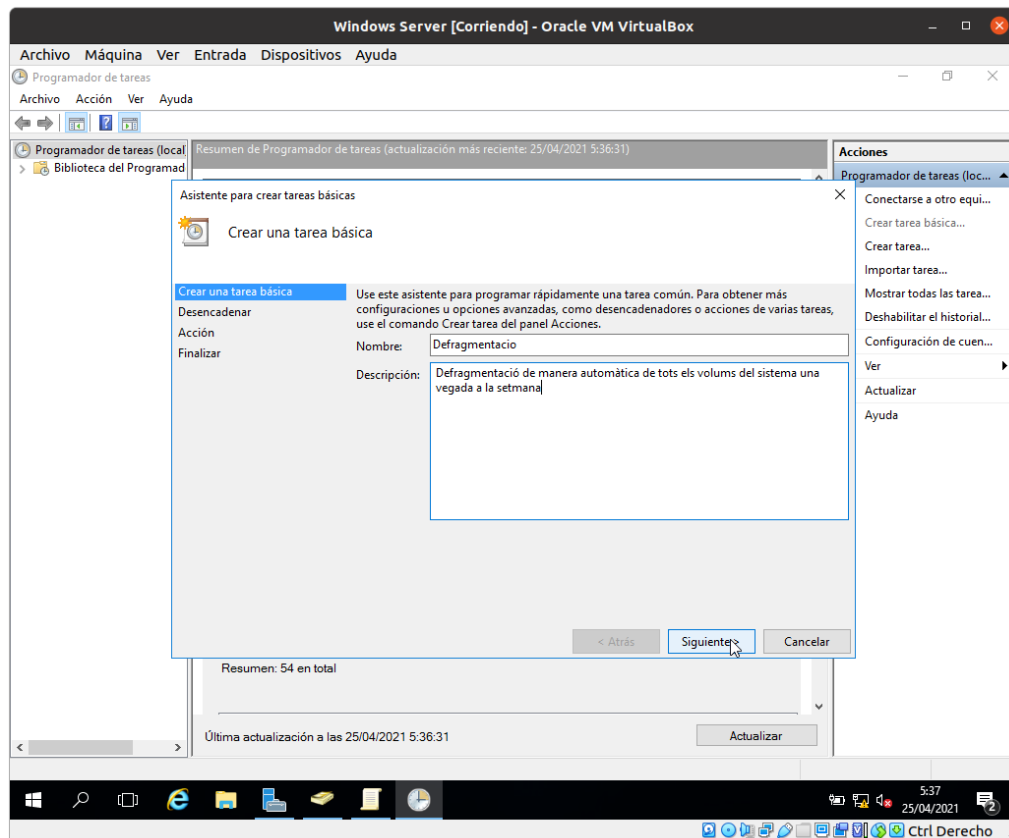 Windows Server [Corriendo] - Oracle VM VirtualBox
Archivo Máquina Ver Entrada Dispositivos Ayuda
Programador de tareas
Archivo Acción Ver Ayuda
Programador de tareas (local
Biblioteca del Programad
Resumen de Programador de tareas (actualización más reciente: 25/04/2021 5:36:31)
Acciones
Programador de tareas (loc...
Conectarse a otro equi...
Crear tarea básica...
Crear tarea...
Importar tarea...
Mostrar todas las tarea...
Deshabilitar el historial...
Configuración de cuen...
Ver
Actualizar
Ayuda
Asistente para crear tareas básicas
Crear una tarea básica
Crear una tarea básica
Desencadenar
Acción
Finalizar
Use este asistente para programar rápidamente una tarea común. Para obtener más
configuraciones u opciones avanzadas, como desencadenadores o acciones de varias tareas,
use el comando Crear tarea del panel Acciones.
Nombre: Defragmentacio
Descripción: Defragmentació de manera automàtica de tots els volums del sistema una
vegada a la setmana
< Atrás Siguiente > Cancelar
Resumen: 54 en total
Última actualización a las 25/04/2021 5:36:31
Actualizar
5:37
25/04/2021
2
Ctrl Derecho